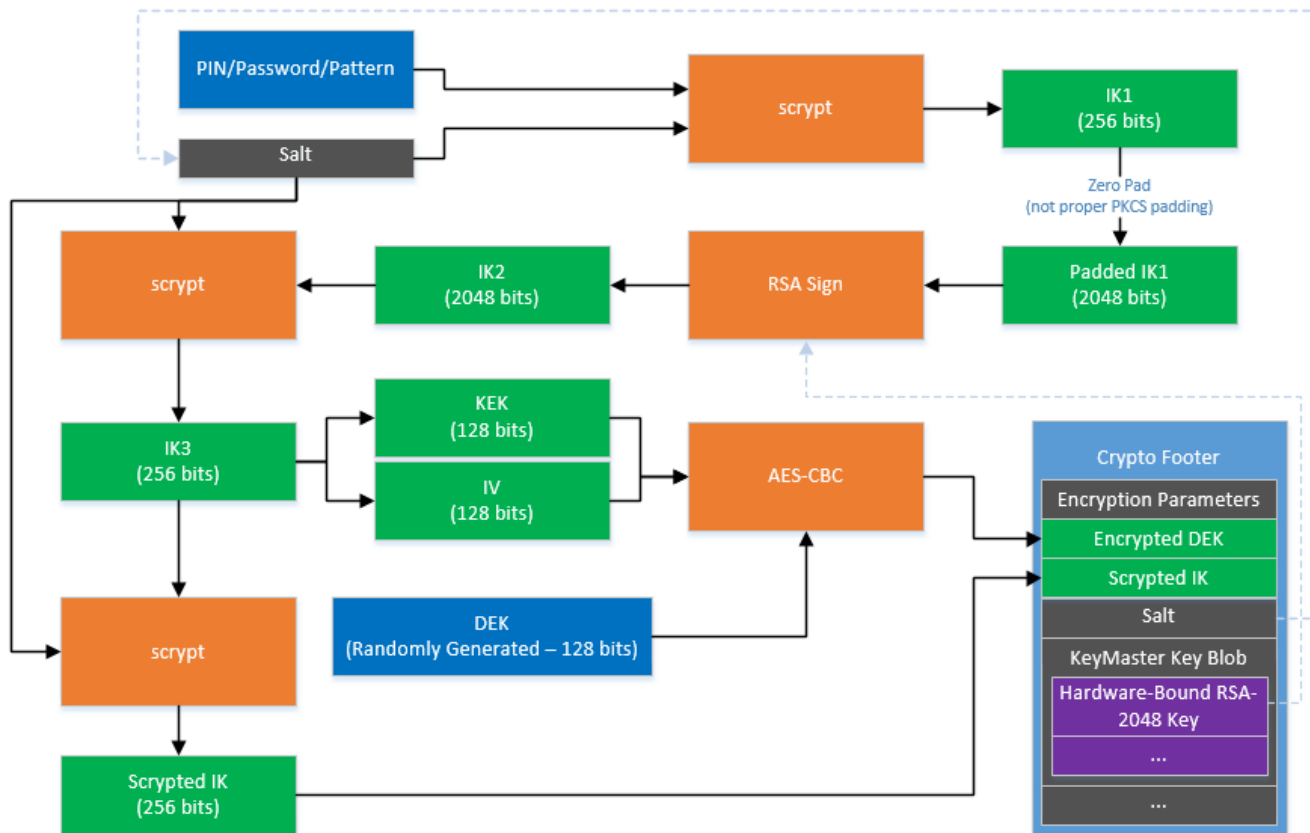 PIN/Password/Pattern
Salt
scrypt
IK1
(256 bits)
Zero Pad
(not proper PKCS padding)
scrypt
IK2
(2048 bits)
RSA Sign
Padded IK1
(2048 bits)
IK3
(256 bits)
KEK
(128 bits)
IV
(128 bits)
AES-CBC
DEK
(Randomly Generated – 128 bits)
scrypt
Scrypted IK
(256 bits)
Crypto Footer
Encryption Parameters
Encrypted DEK
Scrypted IK
Salt
KeyMaster Key Blob
Hardware-Bound RSA-
2048 Key
...
...